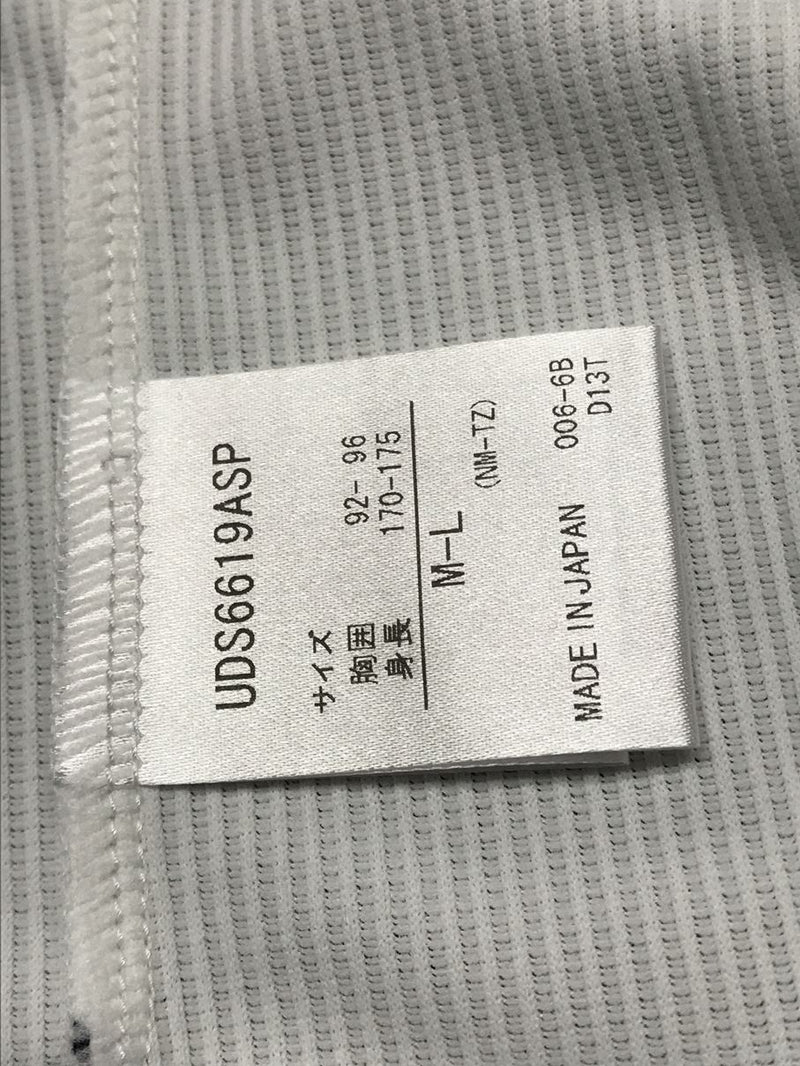 UDS6619ASP
サイズ
胸囲 92- 96
身長 170-175
M-L
(NM-TZ)
MADE IN JAPAN 006-6B
D13T